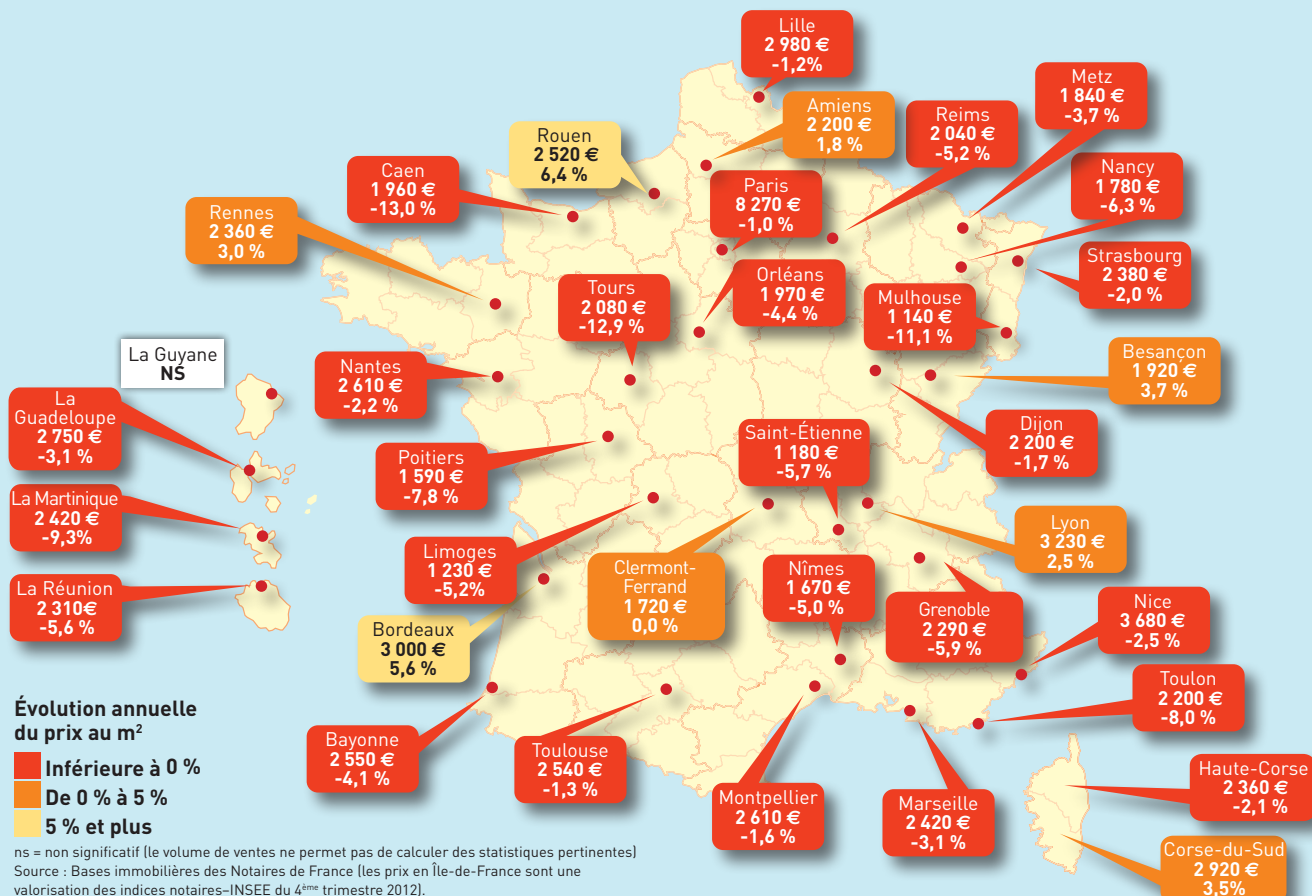 Lille
2 980 €
-1,2%
Metz
1 840 €
-3,7 %
Amiens
2 200 €
1,8 %
Reims
2 040 €
-5,2 %
Rouen
2 520 €
6,4 %
Caen
1 960 €
-13,0 %
Paris
8 270 €
-1,0 %
Nancy
1 780 €
-6,3 %
Rennes
2 360 €
3,0 %
Strasbourg
2 380 €
-2,0 %
Orléans
1 970 €
-4,4 %
Tours
2 080 €
-12,9 %
Mulhouse
1 140 €
-11,1 %
La Guyane
NS
Besançon
1 920 €
3,7 %
Nantes
2 610 €
-2,2 %
La
Guadeloupe
2 750 €
-3,1 %
Dijon
2 200 €
-1,7 %
Saint-Étienne
1 180 €
-5,7 %
Poitiers
1 590 €
-7,8 %
La Martinique
2 420 €
-9,3%
Lyon
3 230 €
2,5 %
Limoges
1 230 €
-5,2%
Clermont-
Ferrand
1 720 €
0,0 %
Nîmes
1 670 €
-5,0 %
La Réunion
2 310€
-5,6 %
Grenoble
2 290 €
-5,9 %
Nice
3 680 €
-2,5 %
Bordeaux
3 000 €
5,6 %
Toulon
2 200 €
-8,0 %
Bayonne
2 550 €
-4,1 %
Toulouse
2 540 €
-1,3 %
Montpellier
2 610 €
-1,6 %
Marseille
2 420 €
-3,1 %
Haute-Corse
2 360 €
-2,1 %
Corse-du-Sud
2 920 €
3,5%
Évolution annuelle
du prix au m²
Inférieure à 0 %
De 0 % à 5 %
5 % et plus
ns = non significatif (le volume de ventes ne permet pas de calculer des statistiques pertinentes)
Source : Bases immobilières des Notaires de France (les prix en Île-de-France sont une
valorisation des indices notaires–INSEE du 4ème trimestre 2012).